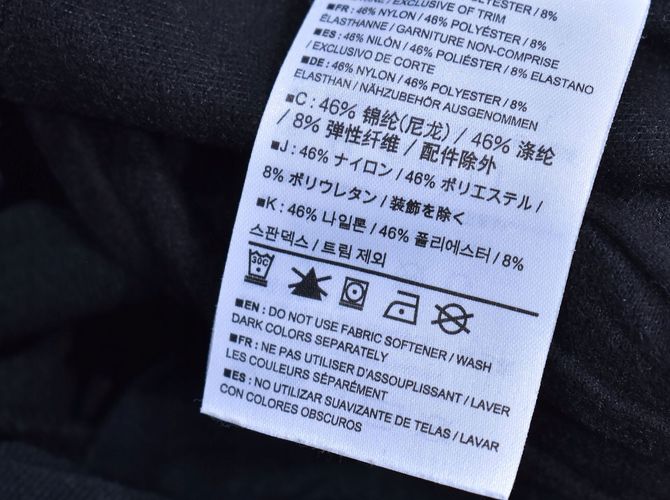 POLYESTER / 8%
EXCLUSIVE OF TRIM
■FR : 46% NYLON / 46% POLYÉSTER / 8%
ÉLASTHANNE / GARNITURE NON-COMPRISE
■ES : 46% NILÓN / 46% POLIÉSTER / 8% ELASTANO
/ EXCLUSIVO DE CORTE
■DE : 46% NYLON / 46% POLYESTER / 8%
ELASTHAN / NÄHZUBEHÖR AUSGENOMMEN
■C : 46% 锦纶(尼龙) / 46% 涤纶
/ 8% 弹性纤维 / 配件除外
■J : 46% ナイロン / 46% ポリエステル /
8% ポリウレタン / 装飾を除く
■K : 46% 나일론 / 46% 폴리에스터 / 8%
스판덱스 / 트림 제외
30C
■EN : DO NOT USE FABRIC SOFTENER / WASH
DARK COLORS SEPARATELY
■FR : NE PAS UTILISER D'ASSOUPLISSANT / LAVER
LES COULEURS SÉPARÉMENT
■ES : NO UTILIZAR SUAVIZANTE DE TELAS / LAVAR
CON COLORES OBSCUROS